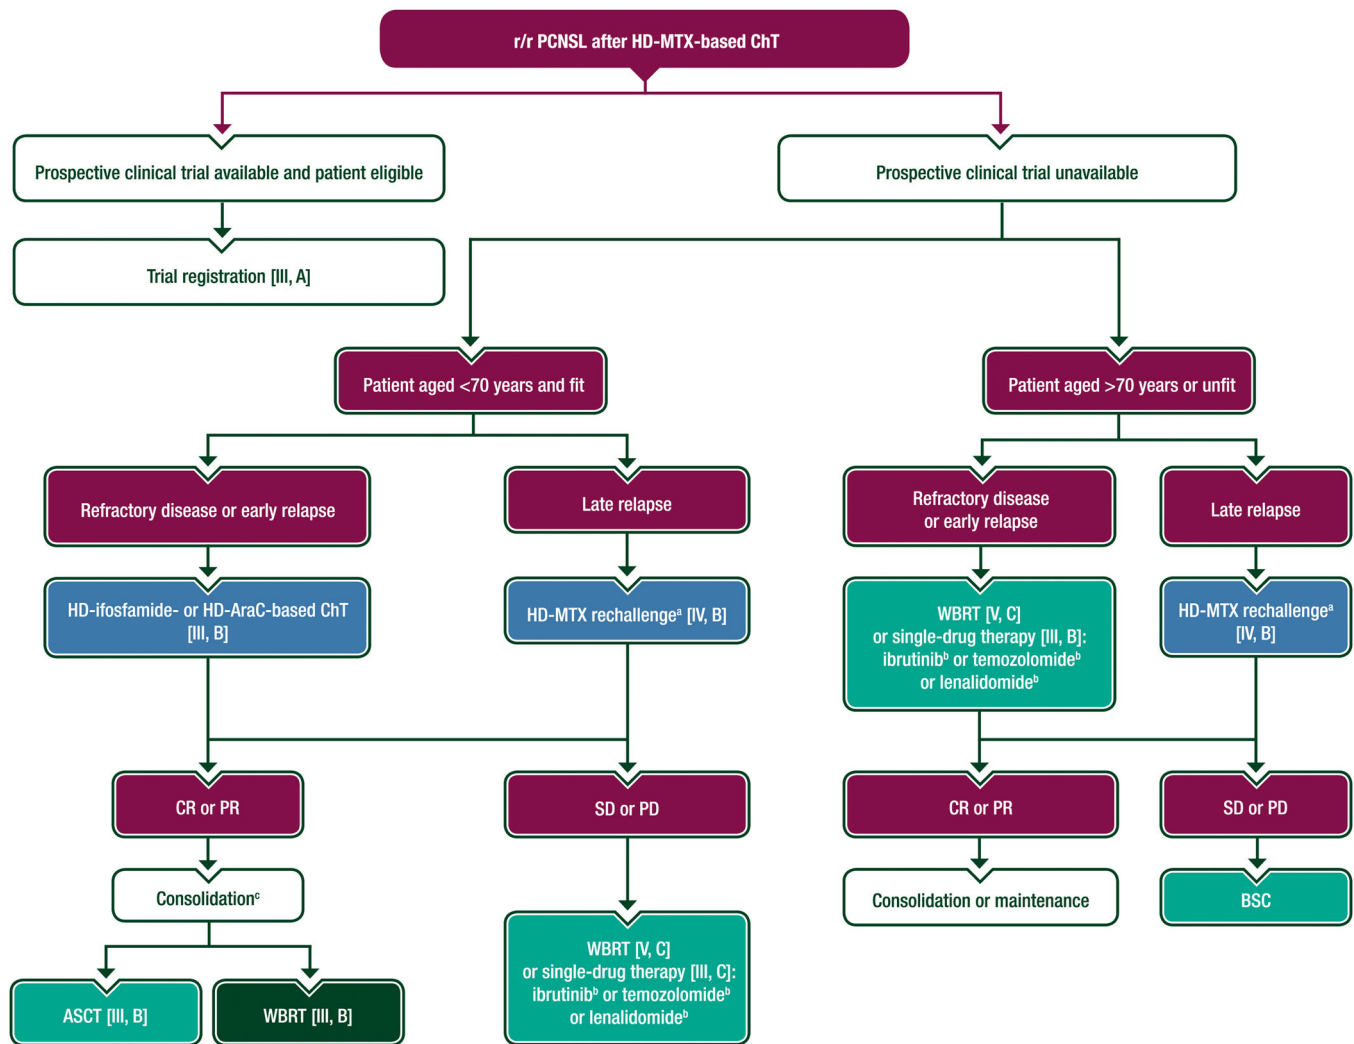 r/r PCNSL after HD-MTX-based ChT
Prospective clinical trial available and patient eligible
Prospective clinical trial unavailable
Trial registration [III, A]
Patient aged <70 years and fit
Patient aged >70 years or unfit
Refractory disease or early relapse
Late relapse
Refractory disease
or early relapse
Late relapse
HD-ifosfamide- or HD-AraC-based ChT
[III, B]
HD-MTX rechallengeᵃ [IV, B]
WBRT [V, C]
or single-drug therapy [III, B]:
ibrutinibᵇ or temozolomideᵇ
or lenalidomideᵇ
HD-MTX rechallengeᵃ
[IV, B]
CR or PR
SD or PD
CR or PR
SD or PD
Consolidationᶜ
Consolidation or maintenance
BSC
WBRT [V, C]
or single-drug therapy [III, C]:
ibrutinibᵇ or temozolomideᵇ
or lenalidomideᵇ
ASCT [III, B]
WBRT [III, B]